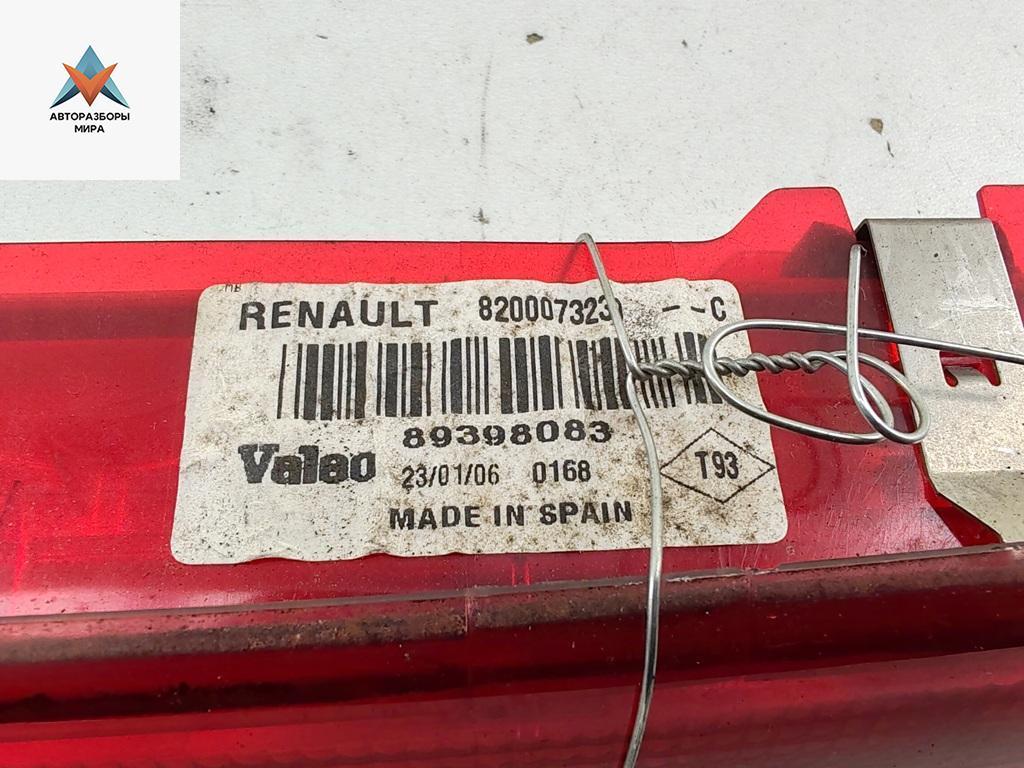 АВТОРАЗБОРЫ
МИРА
RENAULT - -C
89398083
Valeo 23/01/06 0168 T93
MADE IN SPAIN